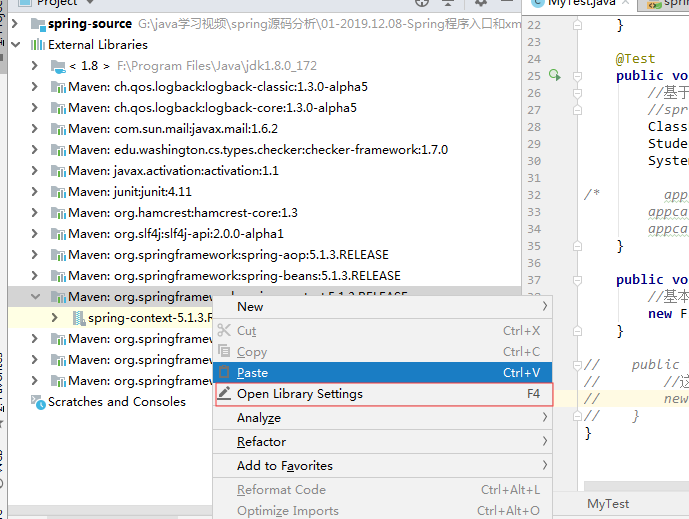 Project
spring-source G:\java学习视频\spring源码分析\01-2019.12.08-Spring程序入口和xm
External Libraries
< 1.8 > F:\Program Files\Java\jdk1.8.0_172
Maven: ch.qos.logback:logback-classic:1.3.0-alpha5
Maven: ch.qos.logback:logback-core:1.3.0-alpha5
Maven: com.sun.mail:javax.mail:1.6.2
Maven: edu.washington.cs.types.checker:checker-framework:1.7.0
Maven: javax.activation:activation:1.1
Maven: junit:junit:4.11
Maven: org.hamcrest:hamcrest-core:1.3
Maven: org.slf4j:slf4j-api:2.0.0-alpha1
Maven: org.springframework:spring-aop:5.1.3.RELEASE
Maven: org.springframework:spring-beans:5.1.3.RELEASE
Maven: org.springframew
spring-context-5.1.3.R
Maven: org.springframew
Maven: org.springframew
Maven: org.springframew
Scratches and Consoles
New
Cut Ctrl+X
Copy Ctrl+C
Paste Ctrl+V
Open Library Settings F4
Analyze
Refactor
Add to Favorites
Reformat Code Ctrl+Alt+L
Optimize Imports Ctrl+Alt+O
MyTest.java sprin
22 }
23
24 @Test
25 public vo
26 //基于
27 //spr
28 Class
29 Stude
30 Syste
31
32 /* app
33 appca
34 appca
35 }
36
37 public vo
38 //基本
new F
}
// public
// //这
// new
// }
}
MyTest